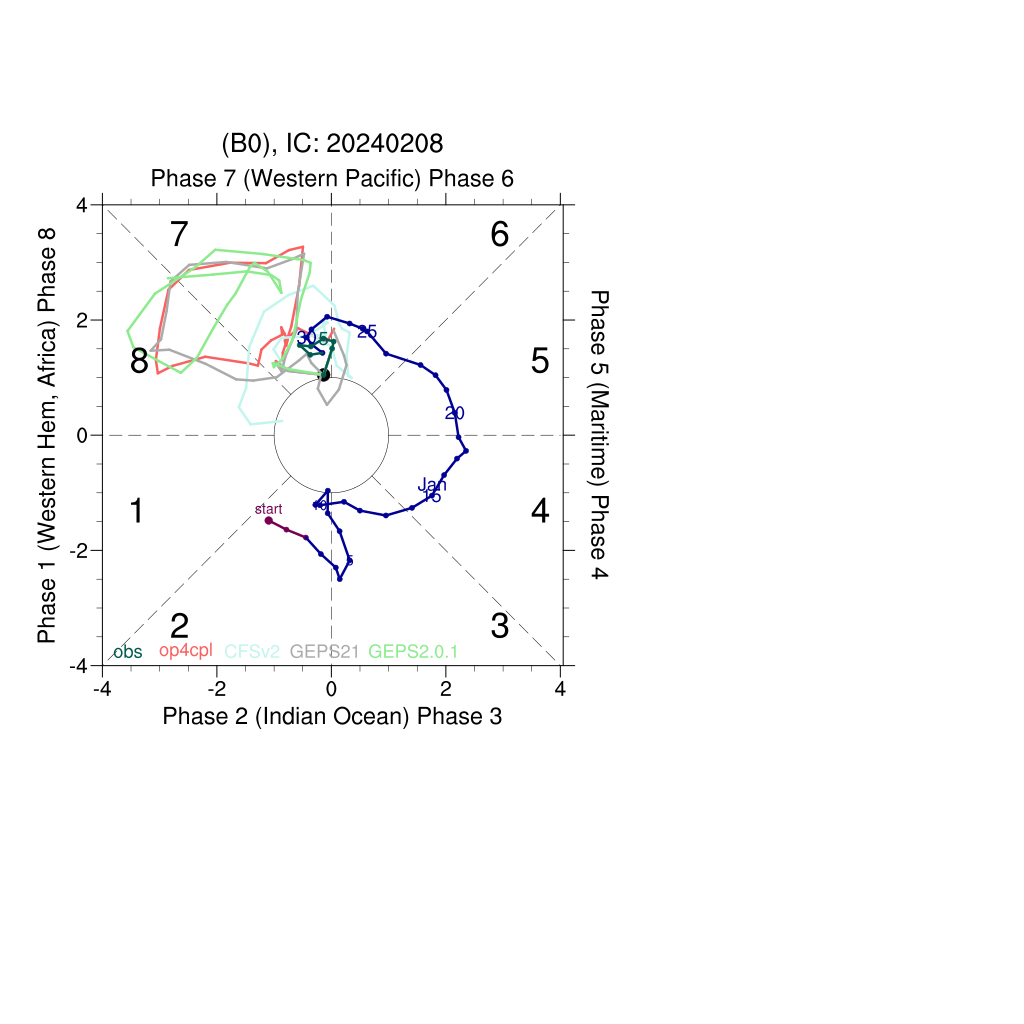 (B0), IC: 20240208
Phase 7 (Western Pacific) Phase 6
4
7
6
8
5
1
4
2
3
2
0
-2
-4
305
25
20
Jan
15
10
5
start
Phase 1 (Western Hem, Africa) Phase 8
Phase 5 (Maritime) Phase 4
obs op4cpl CFSv2 GEPS21 GEPS2.0.1
-4 -2 0 2 4
Phase 2 (Indian Ocean) Phase 3